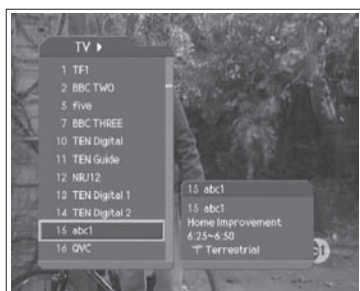 TV
1 TF1
2 BBC TWO
5 five
7 BBC THREE
10 TEN Digital
11 TEN Guide
12 NRJ12
13 TEN Digital 1
14 TEN Digital 2
15 abc1
16 QVC
15 abc1
15 abc1
Home Improvement
6:25~6:50
Terrestrial